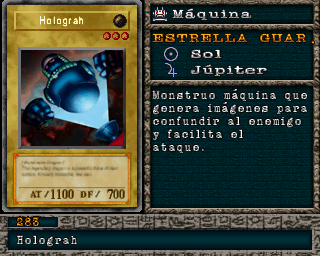 Holograh
AT/1100 DF/ 700
Máquina
ESTRELLA GUAR.
Sol
Júpiter
Monstruo máquina que
genera imágenes para
confundir al enemigo
y facilita el
ataque.
283
Holograh